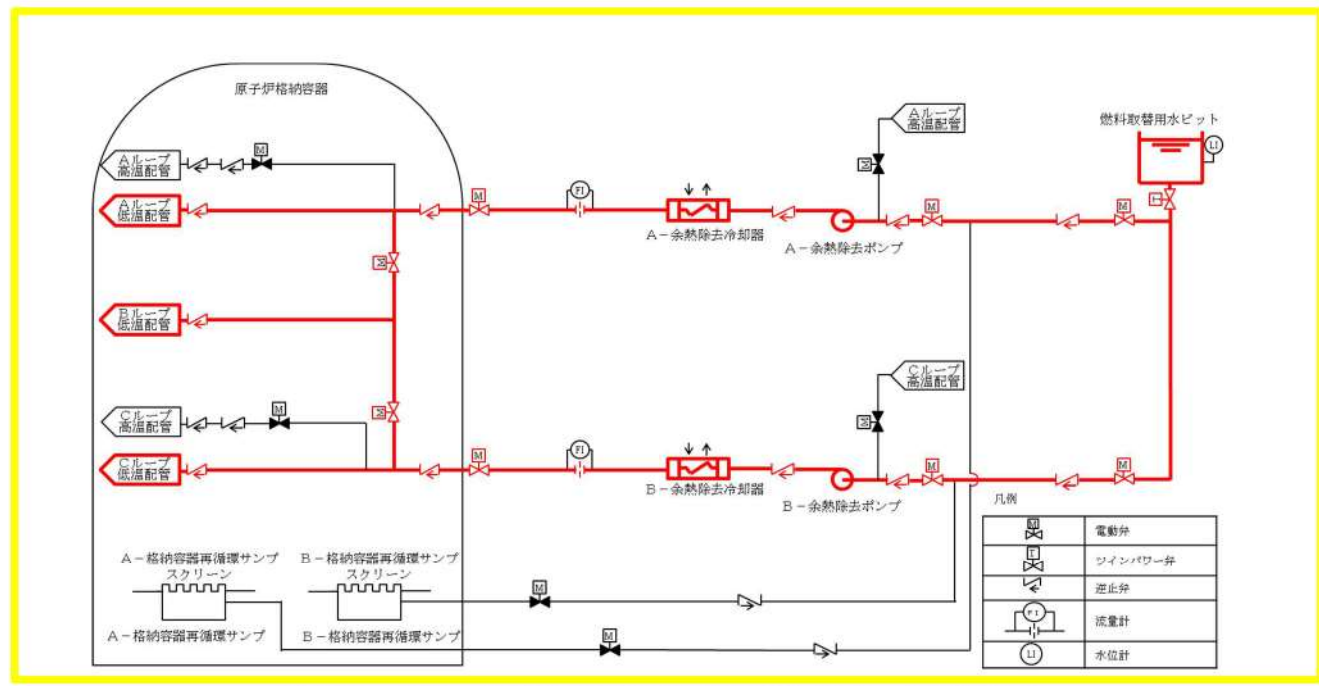 原子炉格納容器
Aループ
高温配管
M
Aループ
低温配管
M
M
Bループ
低温配管
Cループ
高温配管
M
M
Cループ
低温配管
M
FI
A－余熱除去冷却器
A－余熱除去ポンプ
Aループ
高温配管
M
M
M
燃料取替用水ピット
LI
T
FI
B－余熱除去冷却器
B－余熱除去ポンプ
Cループ
高温配管
M
M
M
A－格納容器再循環サンプ
スクリーン
A－格納容器再循環サンプ
B－格納容器再循環サンプ
スクリーン
B－格納容器再循環サンプ
M
M
凡例
M
電動弁
T
ツインパワー弁
逆止弁
FI
流量計
LI
水位計